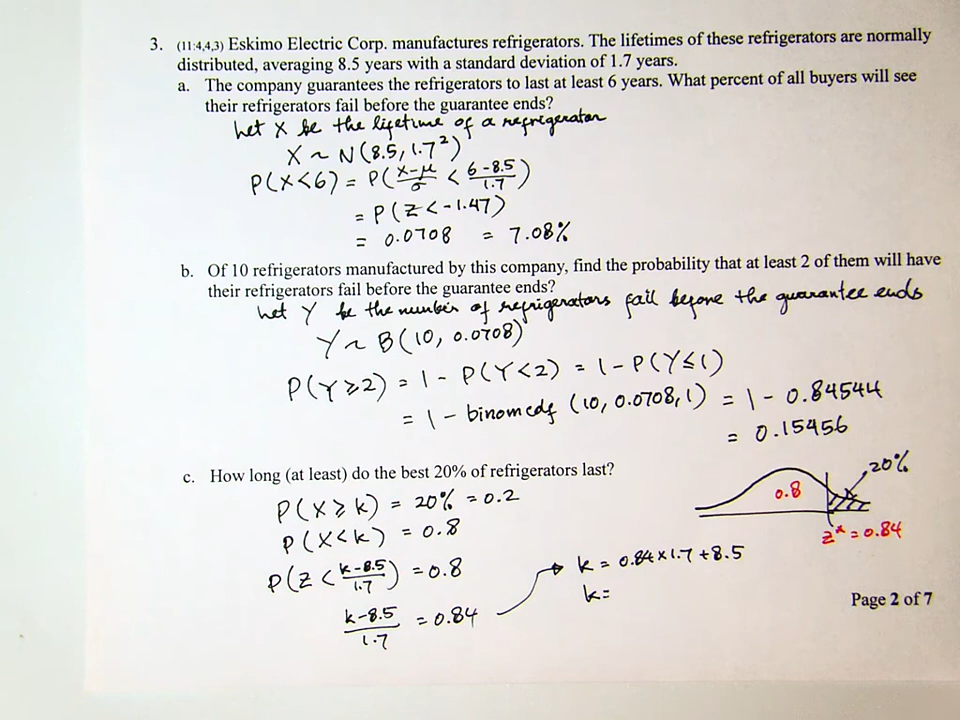 3. (11:4,4,3) Eskimo Electric Corp. manufactures refrigerators. The lifetimes of these refrigerators are normally
distributed, averaging 8.5 years with a standard deviation of 1.7 years.
a. The company guarantees the refrigerators to last at least 6 years. What percent of all buyers will see
their refrigerators fail before the guarantee ends?
Let X be the lifetime of a refrigerator
X ~ N(8.5, 1.7²)
P(X<6) = P(\frac{X-μ}{σ} < \frac{6-8.5}{1.7})
= P(Z<-1.47)
= 0.0708 = 7.08%
b. Of 10 refrigerators manufactured by this company, find the probability that at least 2 of them will have
their refrigerators fail before the guarantee ends?
Let Y be the number of refrigerators fail before the guarantee ends
Y ~ B(10, 0.0708)
P(Y≥2) = 1 - P(Y<2) = 1 - P(Y≤1)
= 1 - binomcdf (10, 0.0708, 1) = 1 - 0.84544
= 0.15456
c. How long (at least) do the best 20% of refrigerators last?
20%
0.8
z* = 0.84
P(X≥k) = 20% = 0.2
P(X<k) = 0.8
P(Z < \frac{k-8.5}{1.7}) = 0.8
\frac{k-8.5}{1.7} = 0.84
k = 0.84×1.7+8.5
k=
Page 2 of 7